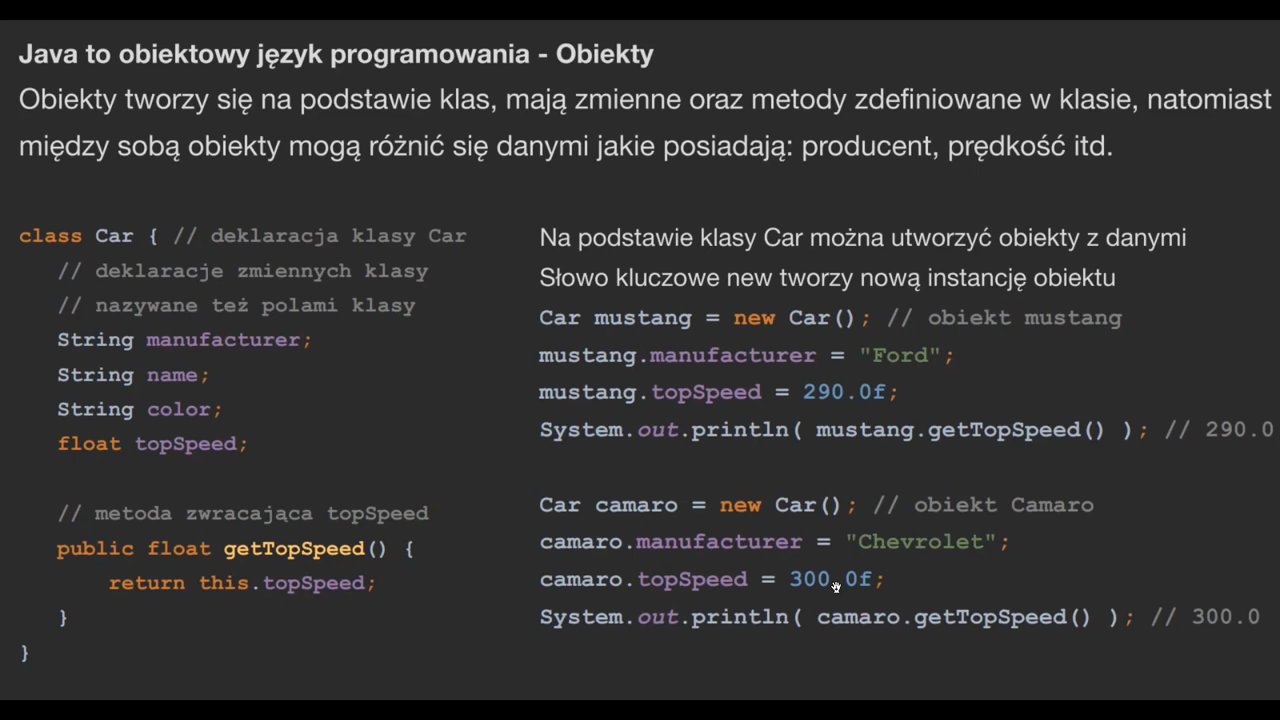 Java to obiektowy język programowania - Obiekty
Obiekty tworzy się na podstawie klas, mają zmienne oraz metody zdefiniowane w klasie, natomiast
między sobą obiekty mogą różnić się danymi jakie posiadają: producent, prędkość itd.
class Car { // deklaracja klasy Car
// deklaracje zmiennych klasy
// nazywane też polami klasy
String manufacturer;
String name;
String color;
float topSpeed;
// metoda zwracająca topSpeed
public float getTopSpeed() {
return this.topSpeed;
}
}
Na podstawie klasy Car można utworzyć obiekty z danymi
Słowo kluczowe new tworzy nową instancję obiektu
Car mustang = new Car(); // obiekt mustang
mustang.manufacturer = "Ford";
mustang.topSpeed = 290.0f;
System.out.println( mustang.getTopSpeed() ); // 290.0
Car camaro = new Car(); // obiekt Camaro
camaro.manufacturer = "Chevrolet";
camaro.topSpeed = 300.0f;
System.out.println( camaro.getTopSpeed() ); // 300.0